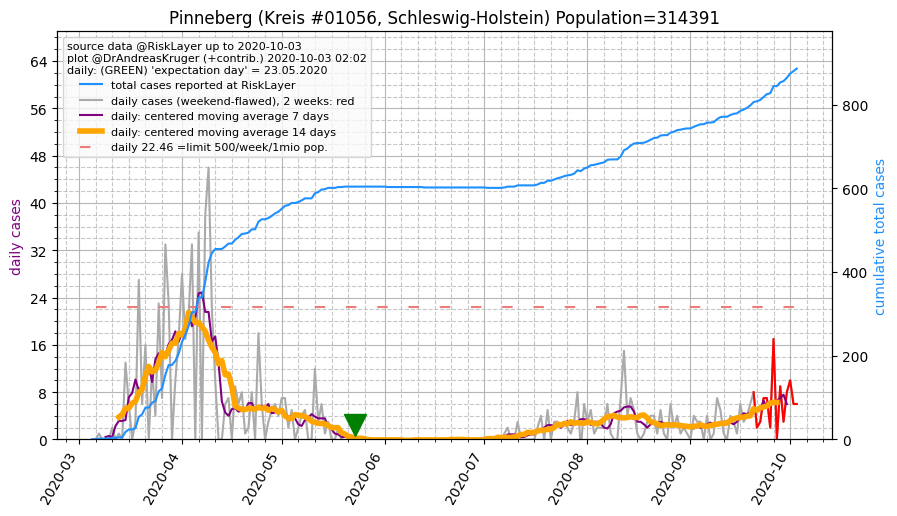 Pinneberg (Kreis #01056, Schleswig-Holstein) Population=314391
source data @RiskLayer up to 2020-10-03
plot @DrAndreasKruger (+contrib.) 2020-10-03 02:02
daily: (GREEN) 'expectation day' = 23.05.2020
total cases reported at RiskLayer
daily cases (weekend-flawed), 2 weeks: red
daily: centered moving average 7 days
daily: centered moving average 14 days
daily 22.46 =limit 500/week/1mio pop.
daily cases
64
56
48
40
32
24
16
8
0
cumulative total cases
800
600
400
200
0
2020-03
2020-04
2020-05
2020-06
2020-07
2020-08
2020-09
2020-10